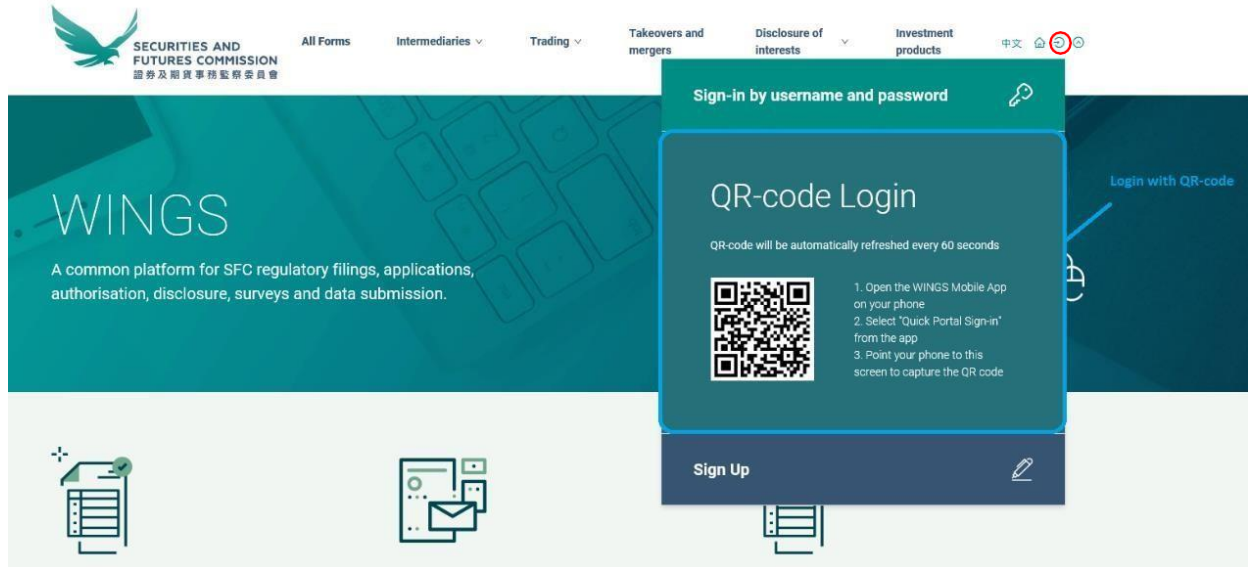 SECURITIES AND
FUTURES COMMISSION
證券及期貨事務監察委員會
All Forms
Intermediaries
Trading
Takeovers and
mergers
Disclosure of
interests
Investment
products
中文
Sign-in by username and password
QR-code Login
QR-code will be automatically refreshed every 60 seconds
1. Open the WINGS Mobile App
on your phone
2. Select "Quick Portal Sign-in"
from the app
3. Point your phone to this
screen to capture the QR code
Login with QR-code
WINGS
A common platform for SFC regulatory filings, applications,
authorisation, disclosure, surveys and data submission.
Sign Up